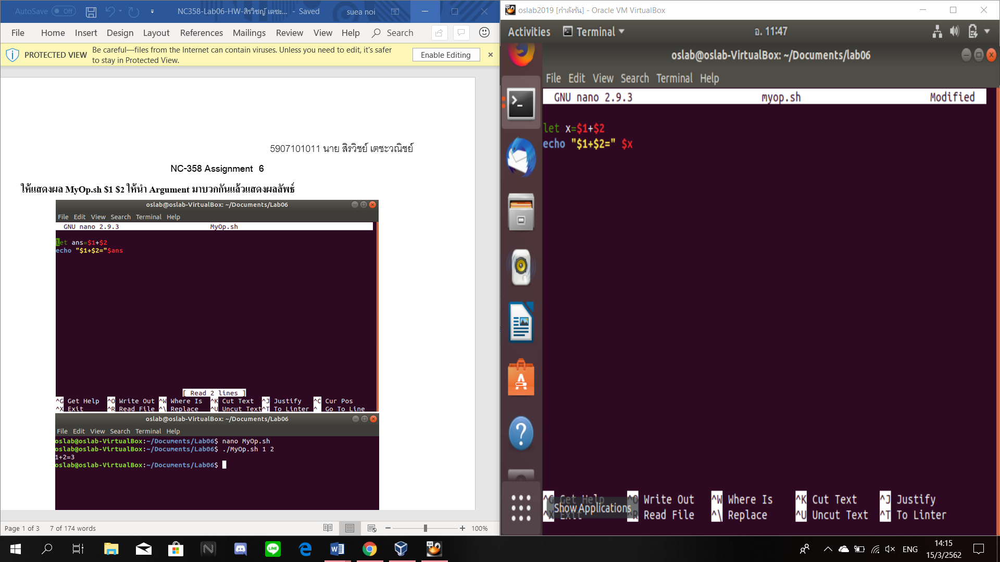 AutoSave Off NC358-Lab06-HW-สิรวิชญ์ เตชะ... - Saved suea noi
File Home Insert Design Layout References Mailings Review View Help Search
PROTECTED VIEW Be careful—files from the Internet can contain viruses. Unless you need to edit, it's safer to stay in Protected View. Enable Editing
5907101011 นาย สิรวิชย์ เตชะวณิชย์
NC-358 Assignment 6
ให้แสดงผล MyOp.sh $1 $2 ให้นำ Argument มาบวกกันแล้วแสดงผลลัพธ์
oslab@oslab-VirtualBox: ~/Documents/Lab06
File Edit View Search Terminal Help
GNU nano 2.9.3 MyOp.sh
let ans=$1+$2
echo "$1+$2="$ans
[ Read 2 lines ]
^G Get Help ^O Write Out ^W Where Is ^K Cut Text ^J Justify ^C Cur Pos
^X Exit ^R Read File ^\ Replace ^U Uncut Text ^T To Linter ^_ Go To Line
oslab@oslab-VirtualBox: ~/Documents/Lab06
File Edit View Search Terminal Help
oslab@oslab-VirtualBox:~/Documents/Lab06$ nano MyOp.sh
oslab@oslab-VirtualBox:~/Documents/Lab06$ ./MyOp.sh 1 2
1+2=3
oslab@oslab-VirtualBox:~/Documents/Lab06$
Page 1 of 3 7 of 174 words 100%
oslab2019 [กำลังรัน] - Oracle VM VirtualBox
Activities Terminal อ. 11:47
oslab@oslab-VirtualBox: ~/Documents/lab06
File Edit View Search Terminal Help
GNU nano 2.9.3 myop.sh Modified
let x=$1+$2
echo "$1+$2=" $x
^G Get Help ^O Write Out ^W Where Is ^K Cut Text ^J Justify
Show Applications
^X Exit ^R Read File ^\ Replace ^U Uncut Text ^T To Linter
ENG 14:15
15/3/2562